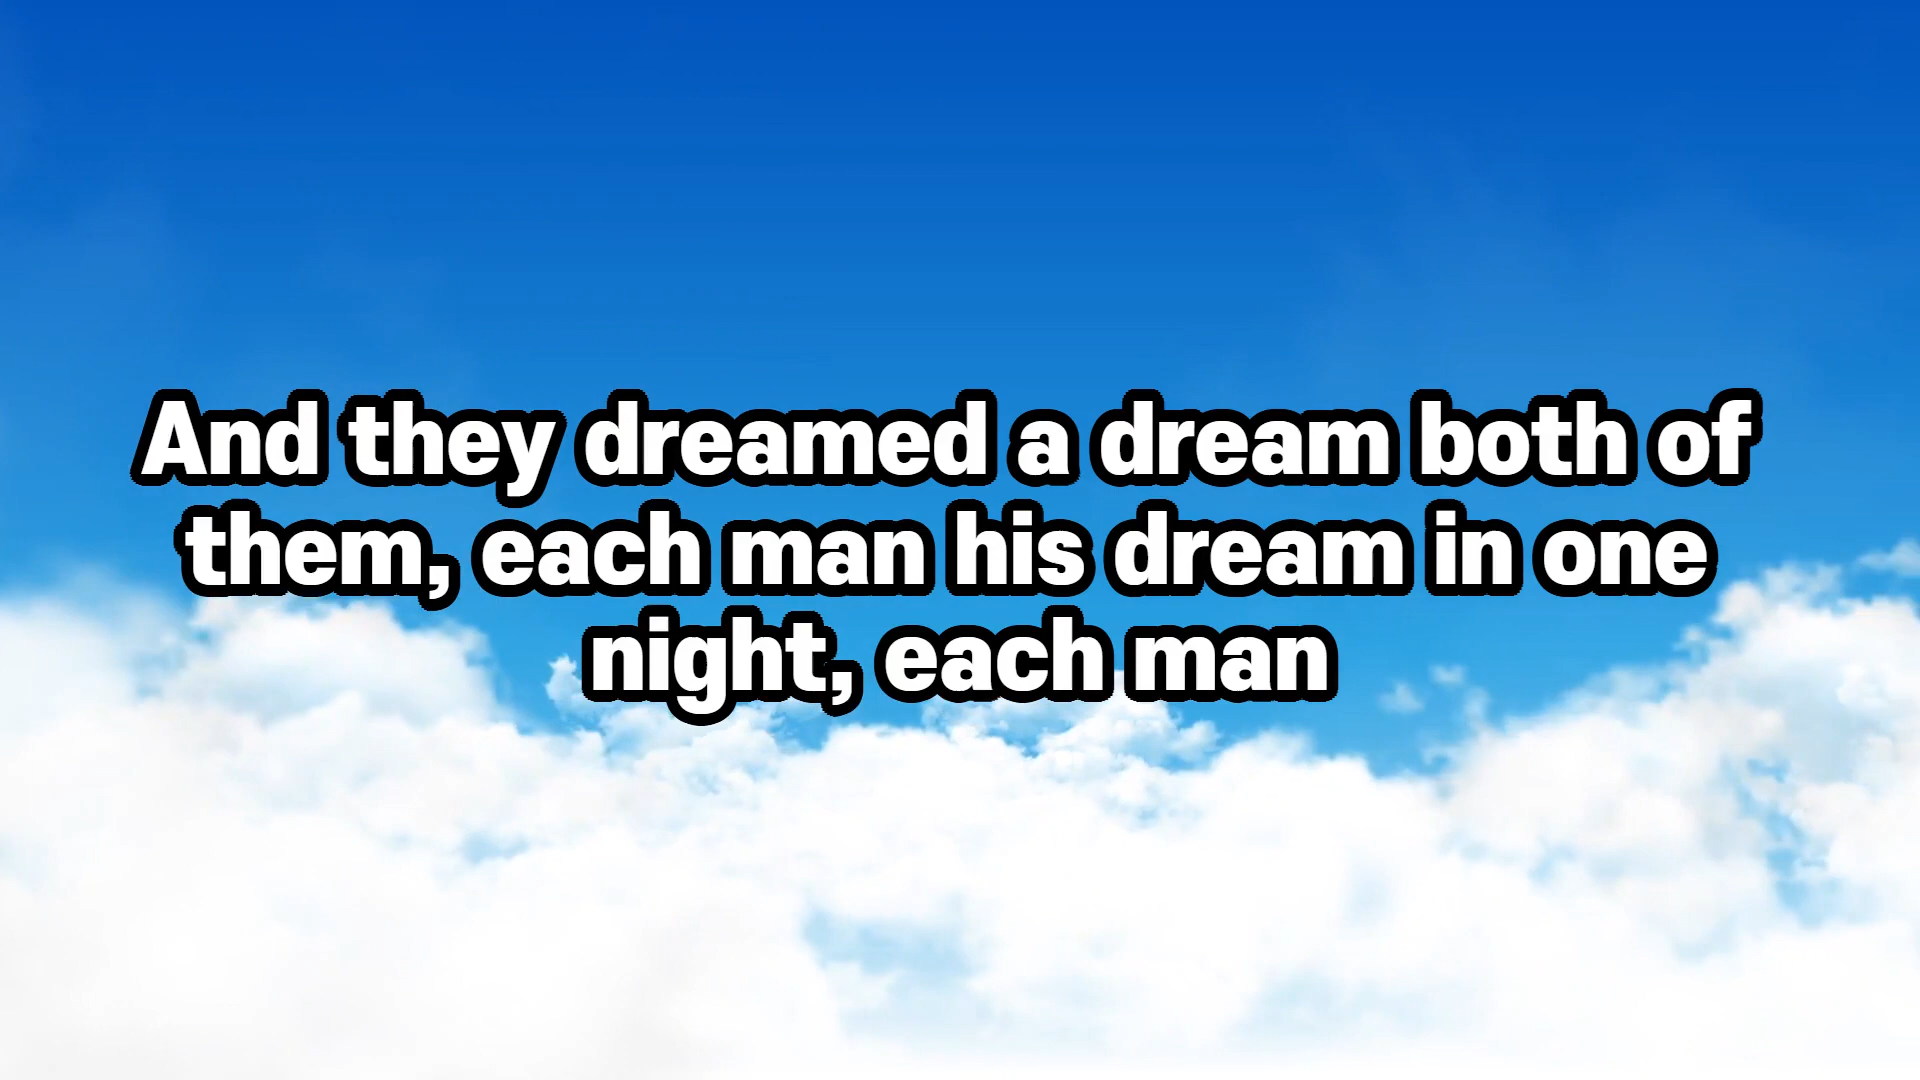 And they dreamed a dream both of
them, each man his dream in one
night, each man